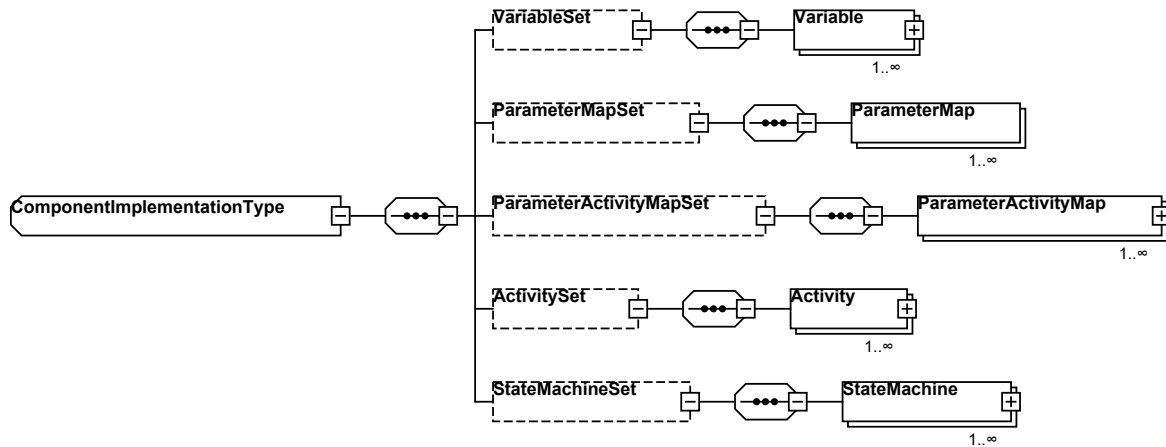 VariableSet
Variable
1..∞
ParameterMapSet
ParameterMap
1..∞
ComponentImplementationType
ParameterActivityMapSet
ParameterActivityMap
1..∞
ActivitySet
Activity
1..∞
StateMachineSet
StateMachine
1..∞